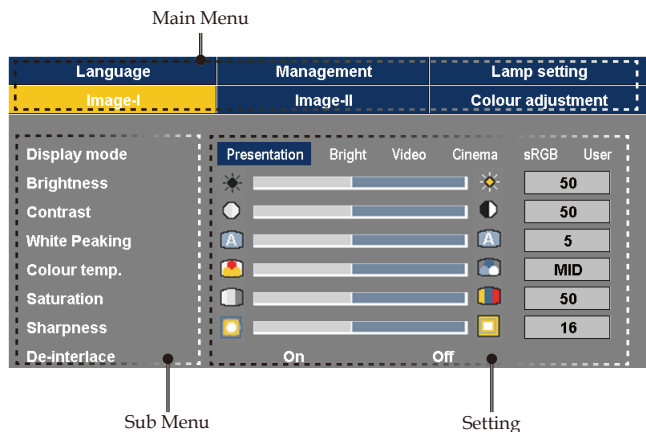 Main Menu
Language Management Lamp setting
Image-I Image-II Colour adjustment
Display mode Presentation Bright Video Cinema sRGB User
Brightness 50
Contrast 50
White Peaking A A 5
Colour temp. MID
Saturation 50
Sharpness 16
De-interlace On Off
Sub Menu Setting